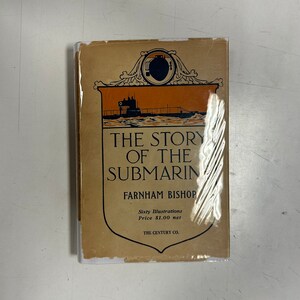 THE STORY
OF THE
SUBMARINE
FARNHAM BISHOP
Sixty Illustrations
Price $1.00 net
THE CENTURY CO.